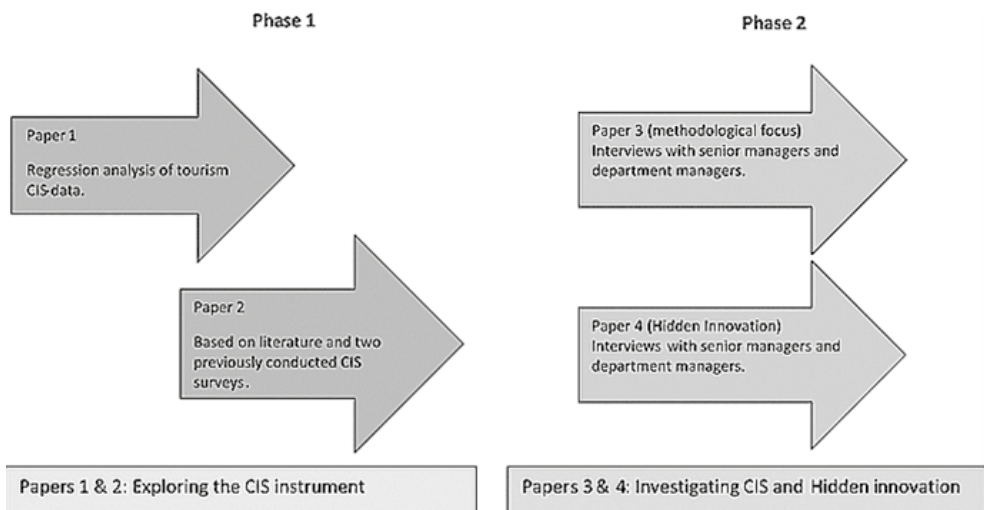 Phase 1
Paper 1
Regression analysis of tourism
CIS-data.
Paper 2
Based on literature and two
previously conducted CIS
surveys.
Papers 1 & 2: Exploring the CIS instrument
Phase 2
Paper 3 (methodological focus)
Interviews with senior managers and
department managers.
Paper 4 (Hidden Innovation)
Interviews with senior managers and
department managers.
Papers 3 & 4: Investigating CIS and Hidden innovation